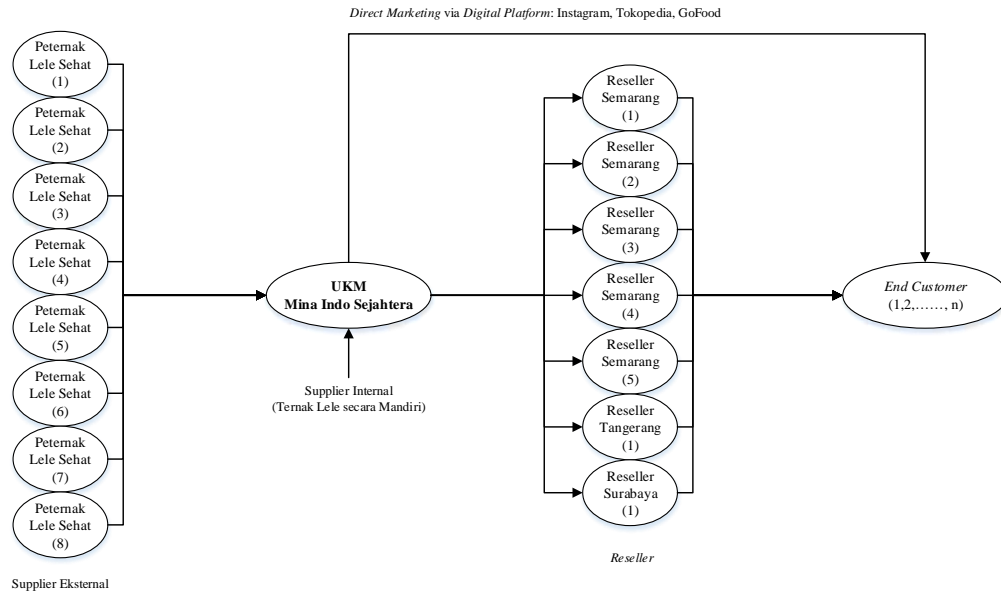 Direct Marketing via Digital Platform: Instagram, Tokopedia, GoFood
Peternak
Lele Sehat
(1)
Peternak
Lele Sehat
(2)
Peternak
Lele Sehat
(3)
Peternak
Lele Sehat
(4)
Peternak
Lele Sehat
(5)
Peternak
Lele Sehat
(6)
Peternak
Lele Sehat
(7)
Peternak
Lele Sehat
(8)
Supplier Eksternal
UKM
Mina Indo Sejahtera
Supplier Internal
(Ternak Lele secara Mandiri)
Reseller
Semarang
(1)
Reseller
Semarang
(2)
Reseller
Semarang
(3)
Reseller
Semarang
(4)
Reseller
Semarang
(5)
Reseller
Tangerang
(1)
Reseller
Surabaya
(1)
Reseller
End Customer
(1,2,……, n)